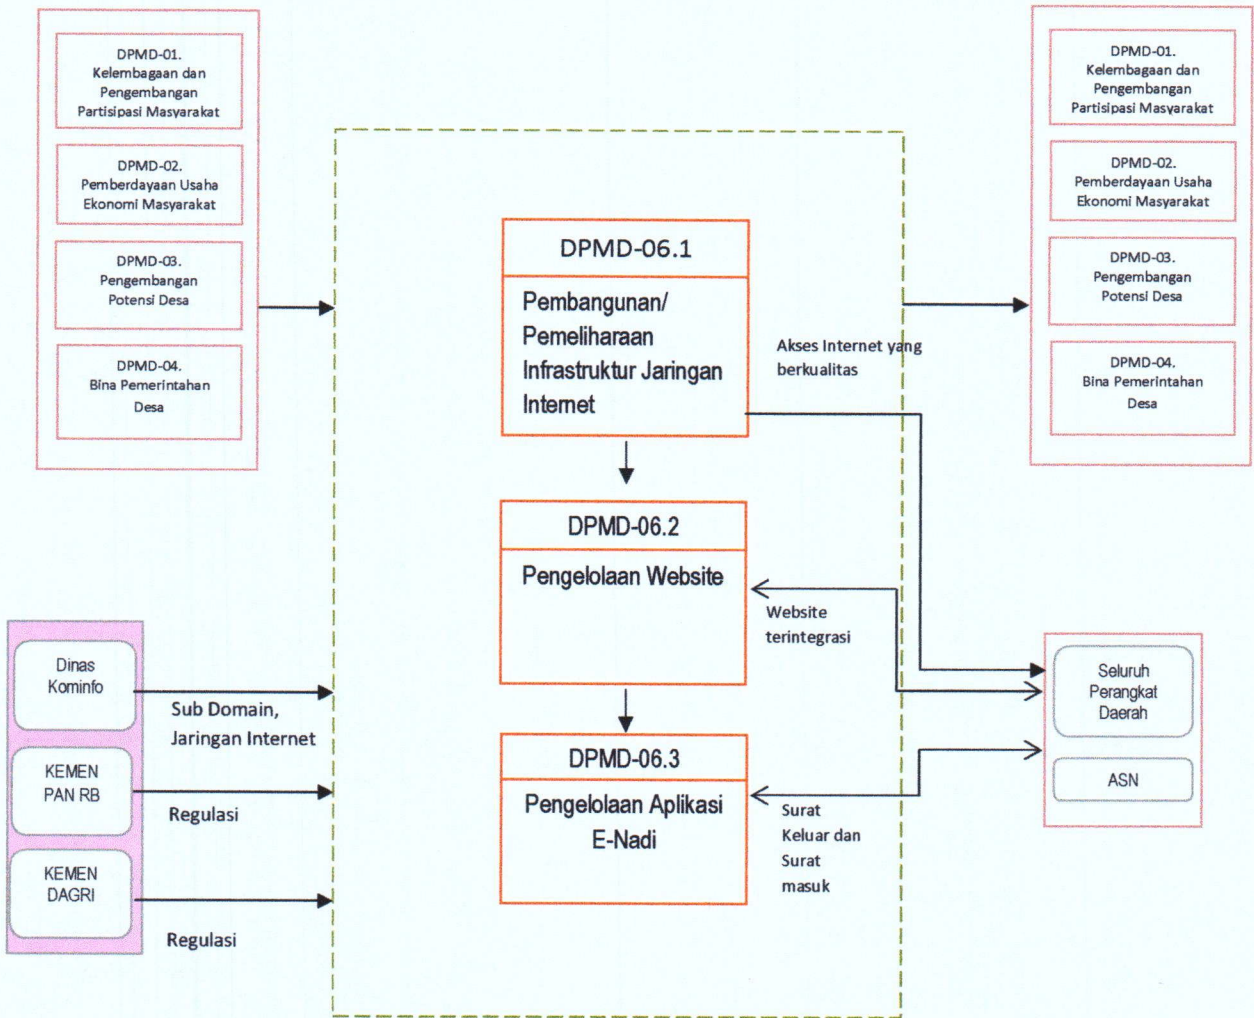 DPMD-01.
Kelembagaan dan
Pengembangan
Partisipasi Masyarakat
DPMD-02.
Pemberdayaan Usaha
Ekonomi Masyarakat
DPMD-03.
Pengembangan
Potensi Desa
DPMD-04.
Bina Pemerintahan
Desa
Dinas
Kominfo
Sub Domain,
Jaringan Internet
KEMEN
PAN RB
Regulasi
KEMEN
DAGRI
Regulasi
DPMD-06.1
Pembangunan/
Pemeliharaan
Infrastruktur Jaringan
Internet
Akses Internet yang
berkualitas
DPMD-06.2
Pengelolaan Website
Website
terintegrasi
DPMD-06.3
Pengelolaan Aplikasi
E-Nadi
Surat
Keluar dan
Surat
masuk
DPMD-01.
Kelembagaan dan
Pengembangan
Partisipasi Masyarakat
DPMD-02.
Pemberdayaan Usaha
Ekonomi Masyarakat
DPMD-03.
Pengembangan
Potensi Desa
DPMD-04.
Bina Pemerintahan
Desa
Seluruh
Perangkat
Daerah
ASN